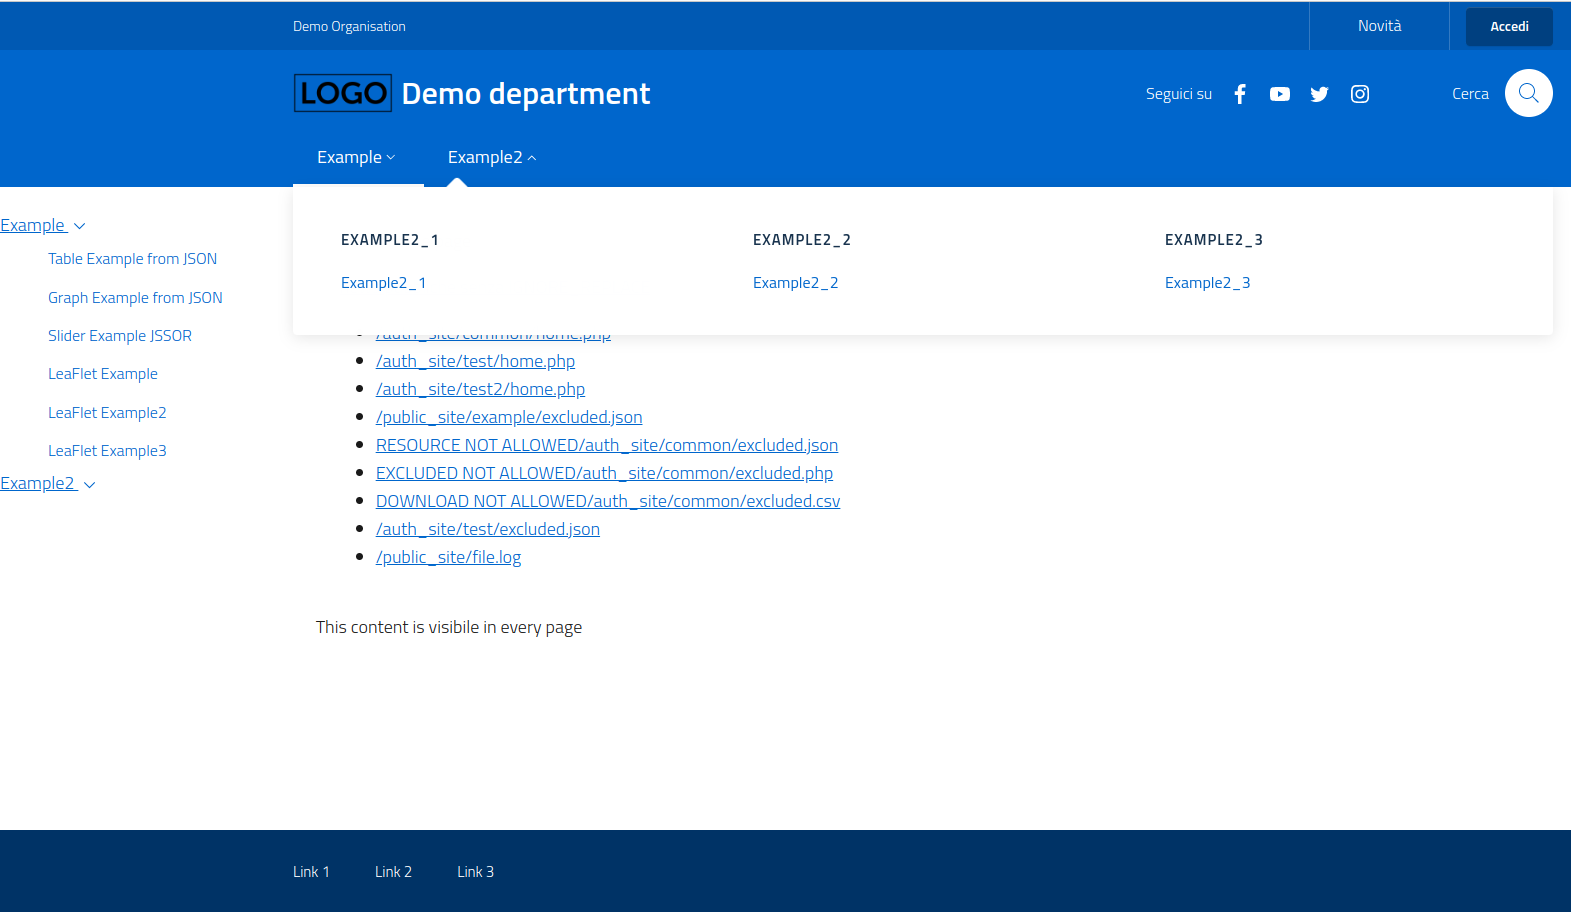 Demo Organisation
Novità
Accedi
LOGO Demo department
Seguici su
Cerca
Example
Example2
Example
Table Example from JSON
Graph Example from JSON
Slider Example JSSOR
LeaFlet Example
LeaFlet Example2
LeaFlet Example3
Example2
EXAMPLE2_1
Example2_1
EXAMPLE2_2
Example2_2
EXAMPLE2_3
Example2_3
/auth_site/common/home.php
/auth_site/test/home.php
/auth_site/test2/home.php
/public_site/example/excluded.json
RESOURCE NOT ALLOWED/auth_site/common/excluded.json
EXCLUDED NOT ALLOWED/auth_site/common/excluded.php
DOWNLOAD NOT ALLOWED/auth_site/common/excluded.csv
/auth_site/test/excluded.json
/public_site/file.log
This content is visibile in every page
Link 1
Link 2
Link 3